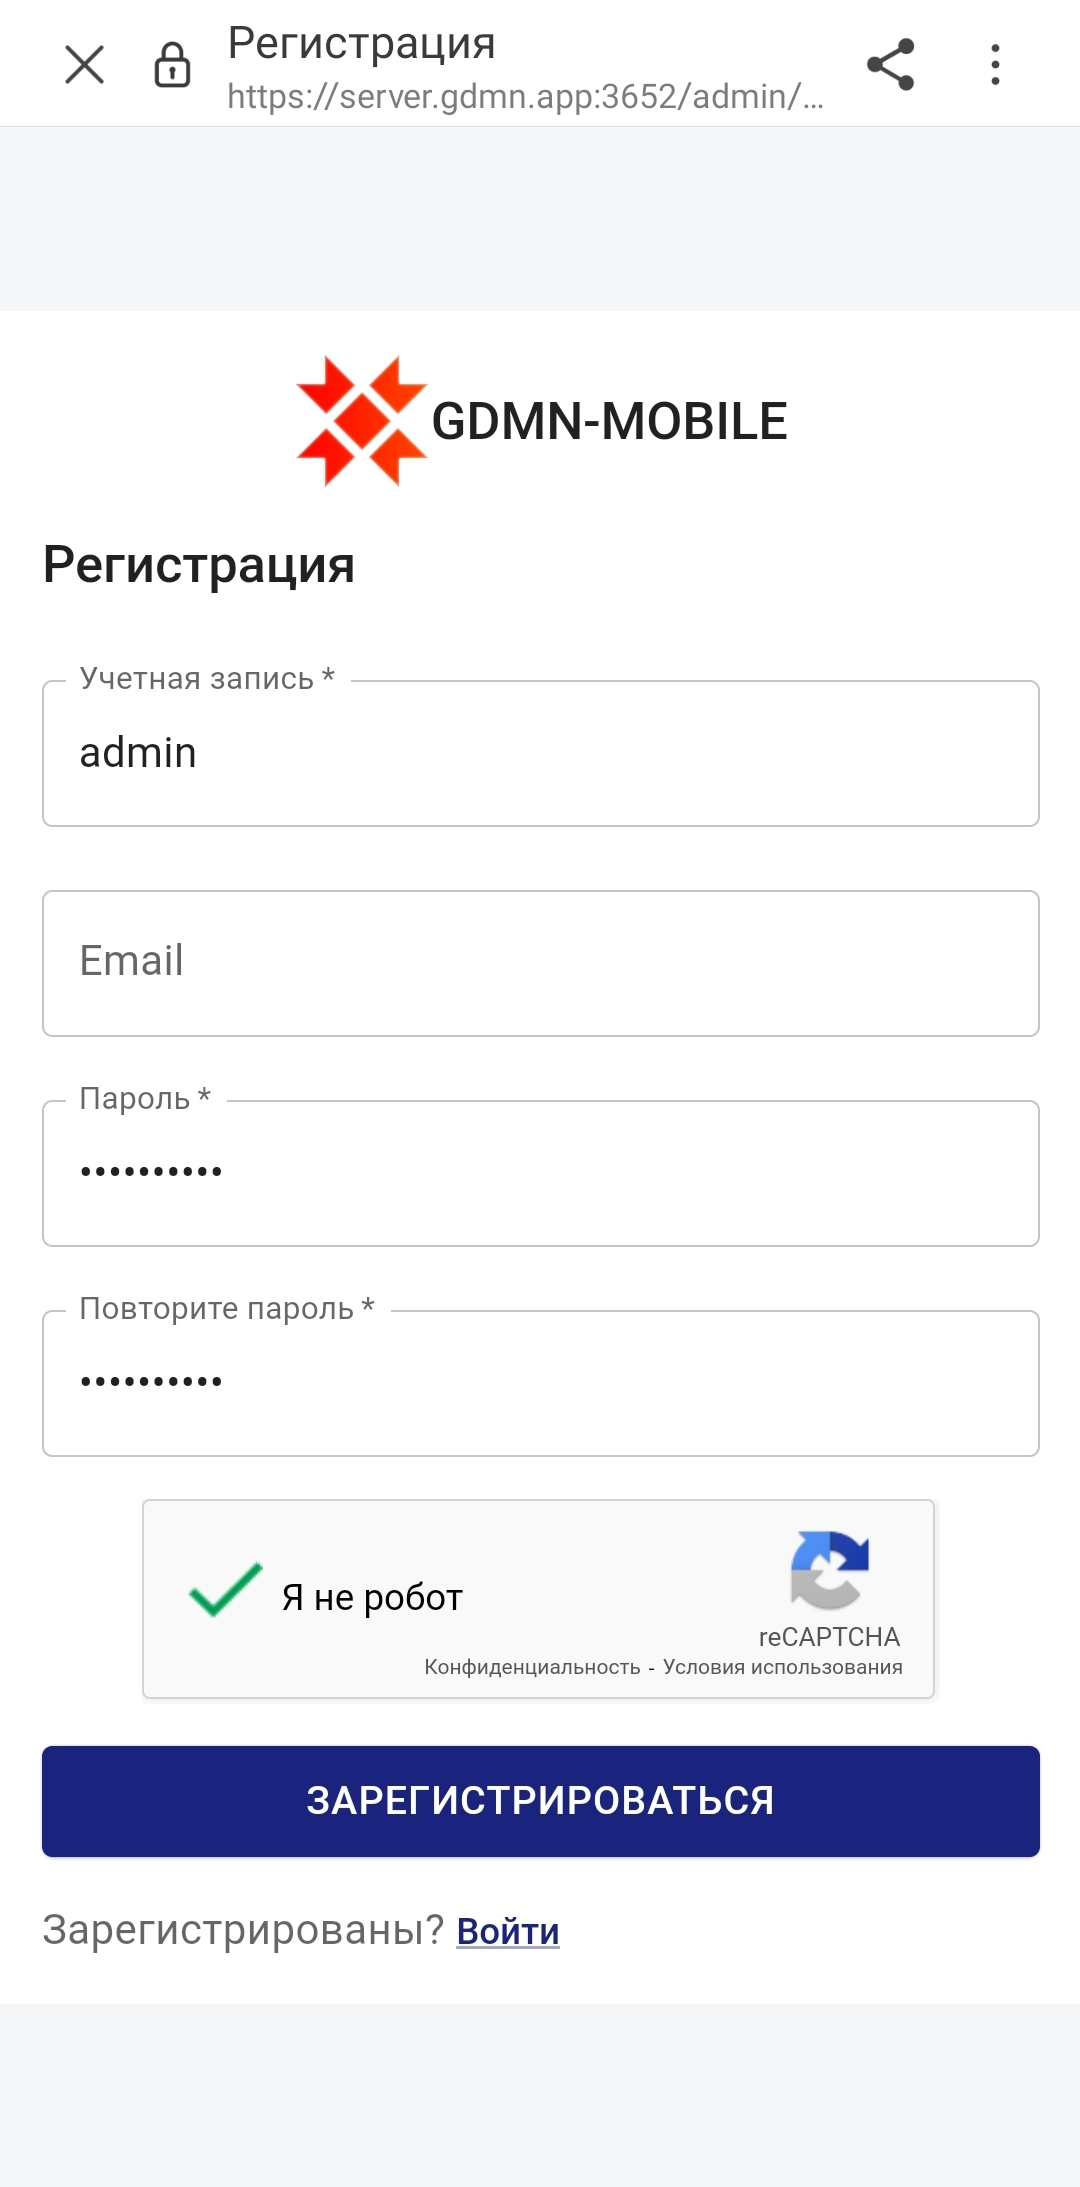 Регистрация
https://server.gdmn.app:3652/admin/...
GDMN-MOBILE
Регистрация
Учетная запись *
admin
Email
Пароль *
••••••••••
Повторите пароль *
••••••••••
Я не робот
reCAPTCHA
Конфиденциальность - Условия использования
ЗАРЕГИСТРИРОВАТЬСЯ
Зарегистрированы? Войти